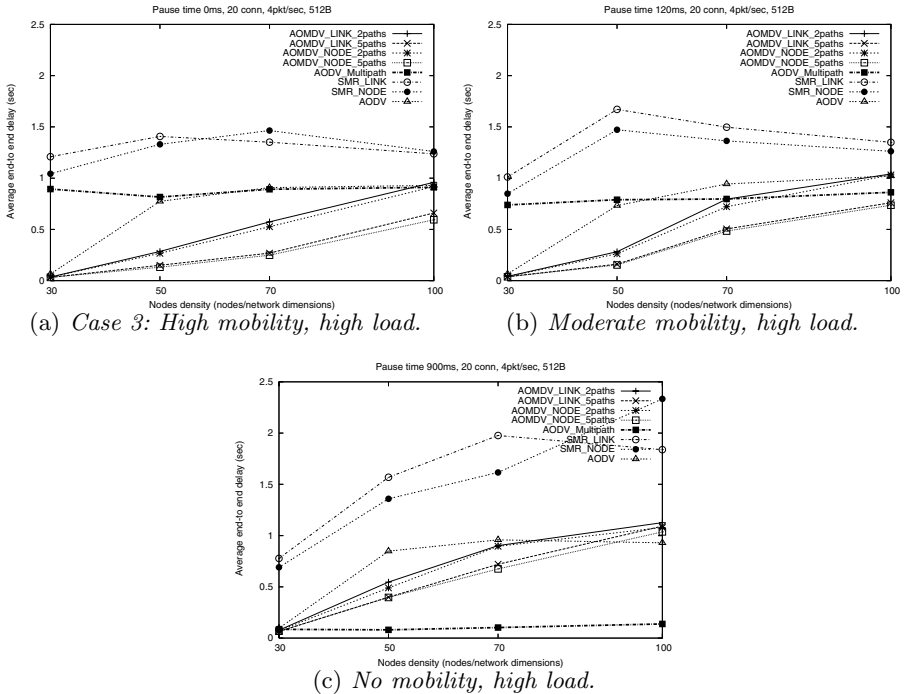 Pause time 0ms, 20 conn, 4pkt/sec, 512B
2.5
2
1.5
1
0.5
0
30
50
70
100
Average end-to end delay (sec)
Nodes density (nodes/network dimensions)
AOMDV_LINK_2paths
AOMDV_LINK_5paths
AOMDV_NODE_2paths
AOMDV_NODE_5paths
AODV_Multipath
SMR_LINK
SMR_NODE
AODV
(a) Case 3: High mobility, high load.
Pause time 120ms, 20 conn, 4pkt/sec, 512B
2.5
2
1.5
1
0.5
0
30
50
70
100
Average end-to end delay (sec)
Nodes density (nodes/network dimensions)
AOMDV_LINK_2paths
AOMDV_LINK_5paths
AOMDV_NODE_2paths
AOMDV_NODE_5paths
AODV_Multipath
SMR_LINK
SMR_NODE
AODV
(b) Moderate mobility, high load.
Pause time 900ms, 20 conn, 4pkt/sec, 512B
2.5
2
1.5
1
0.5
0
30
50
70
100
Average end-to end delay (sec)
Nodes density (nodes/network dimensions)
AOMDV_LINK_2paths
AOMDV_LINK_5paths
AOMDV_NODE_2paths
AOMDV_NODE_5paths
AODV_Multipath
SMR_LINK
SMR_NODE
AODV
(c) No mobility, high load.